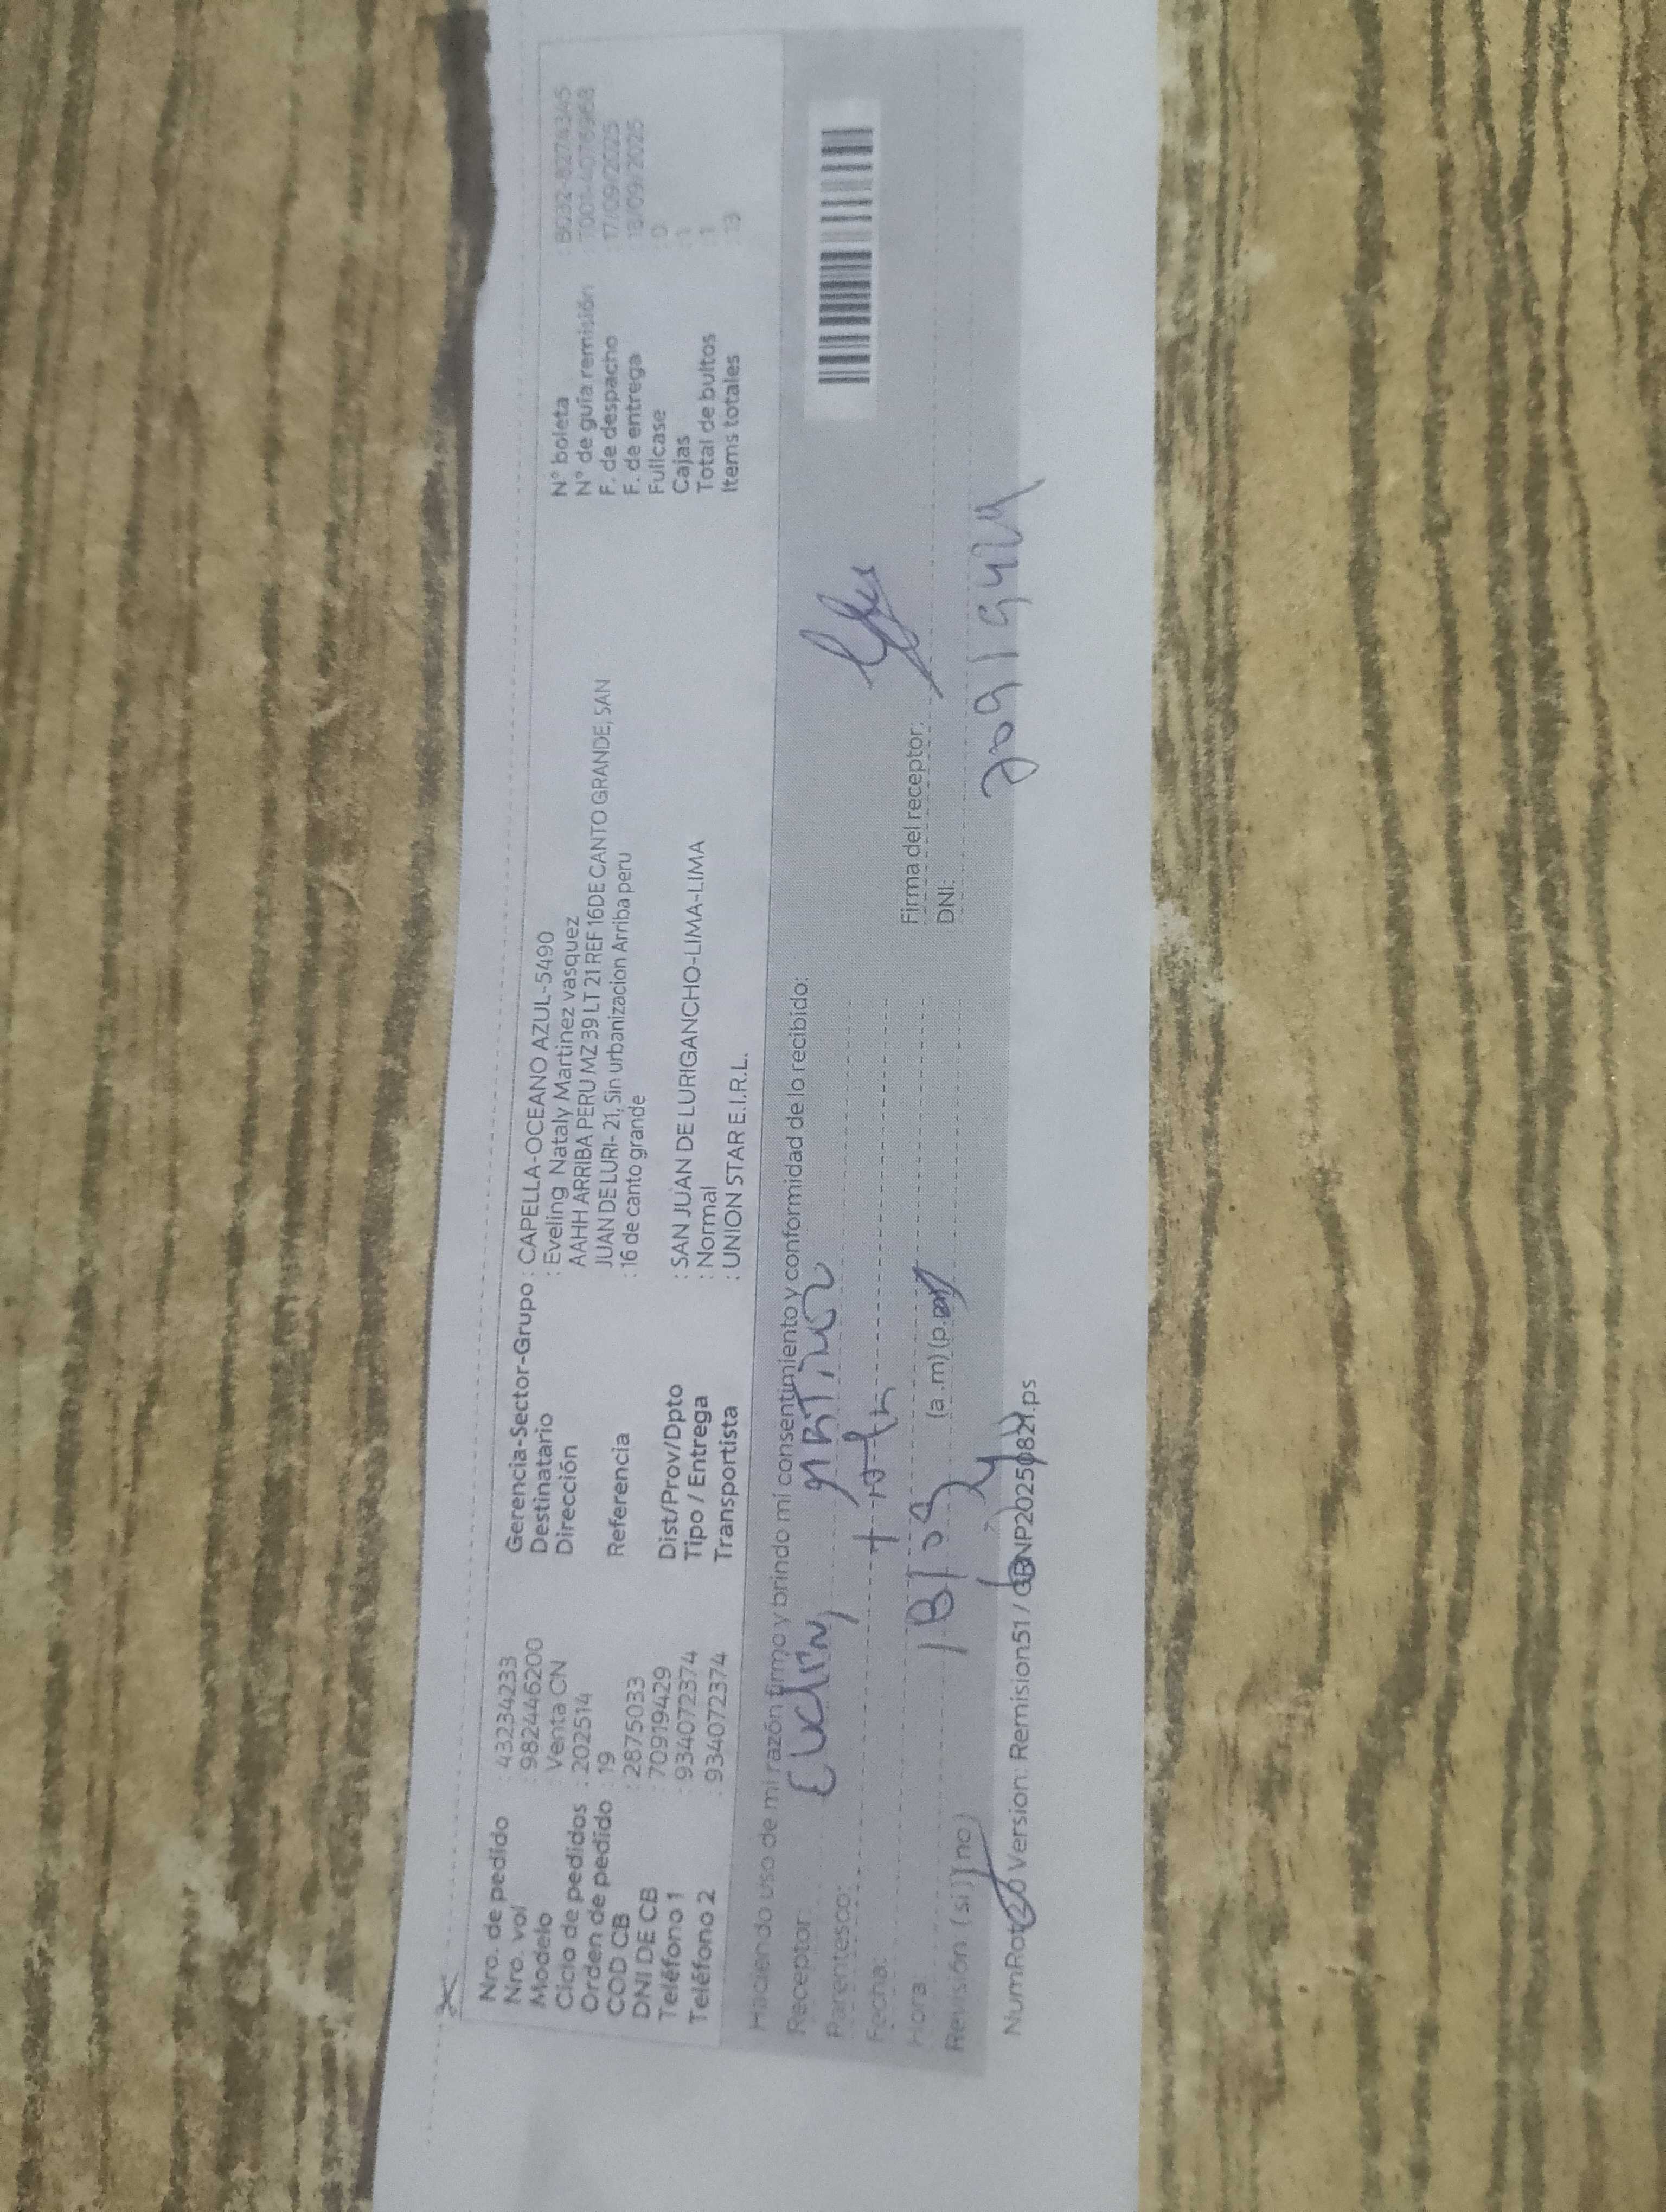 Nro. de pedido : 43234233
Nro. vol : 9824446200
Modelo : Venta CN
Ciclo de pedidos : 202514
Orden de pedido : 19
COD CB : 2875033
DNI DE CB : 70919429
Teléfono 1 : 934072374
Teléfono 2 : 934072374
Gerencia-Sector-Grupo : CAPELLA-OCEANO AZUL-5490
Destinatario : Eveling Nataly Martinez vasquez
Dirección AAHH ARRIBA PERU MZ 39 LT 21 REF 16DE CANTO GRANDE, SAN
JUAN DE LURI- 21, Sin urbanizacion Arriba peru
Referencia : 16 de canto grande
Dist/Prov/Dpto : SAN JUAN DE LURIGANCHO-LIMA-LIMA
Tipo / Entrega : Normal
Transportista : UNION STAR E.I.R.L.
N° boleta : B032-8274345
N° de guía remisión : T001-4076968
F. de despacho : 17/09/2025
F. de entrega : 18/09/2025
Fullcase : 0
Cajas : 1
Total de bultos : 1
Items totales : 13
Haciendo uso de mi razón firmo y brindo mi consentimiento y conformidad de lo recibido:
Receptor:
Parentesco:
Fecha:
Hora (a.m) (p.
Revisión (si) (no)
Firma del receptor:
DNI: 70919429
Version: Remision51 /